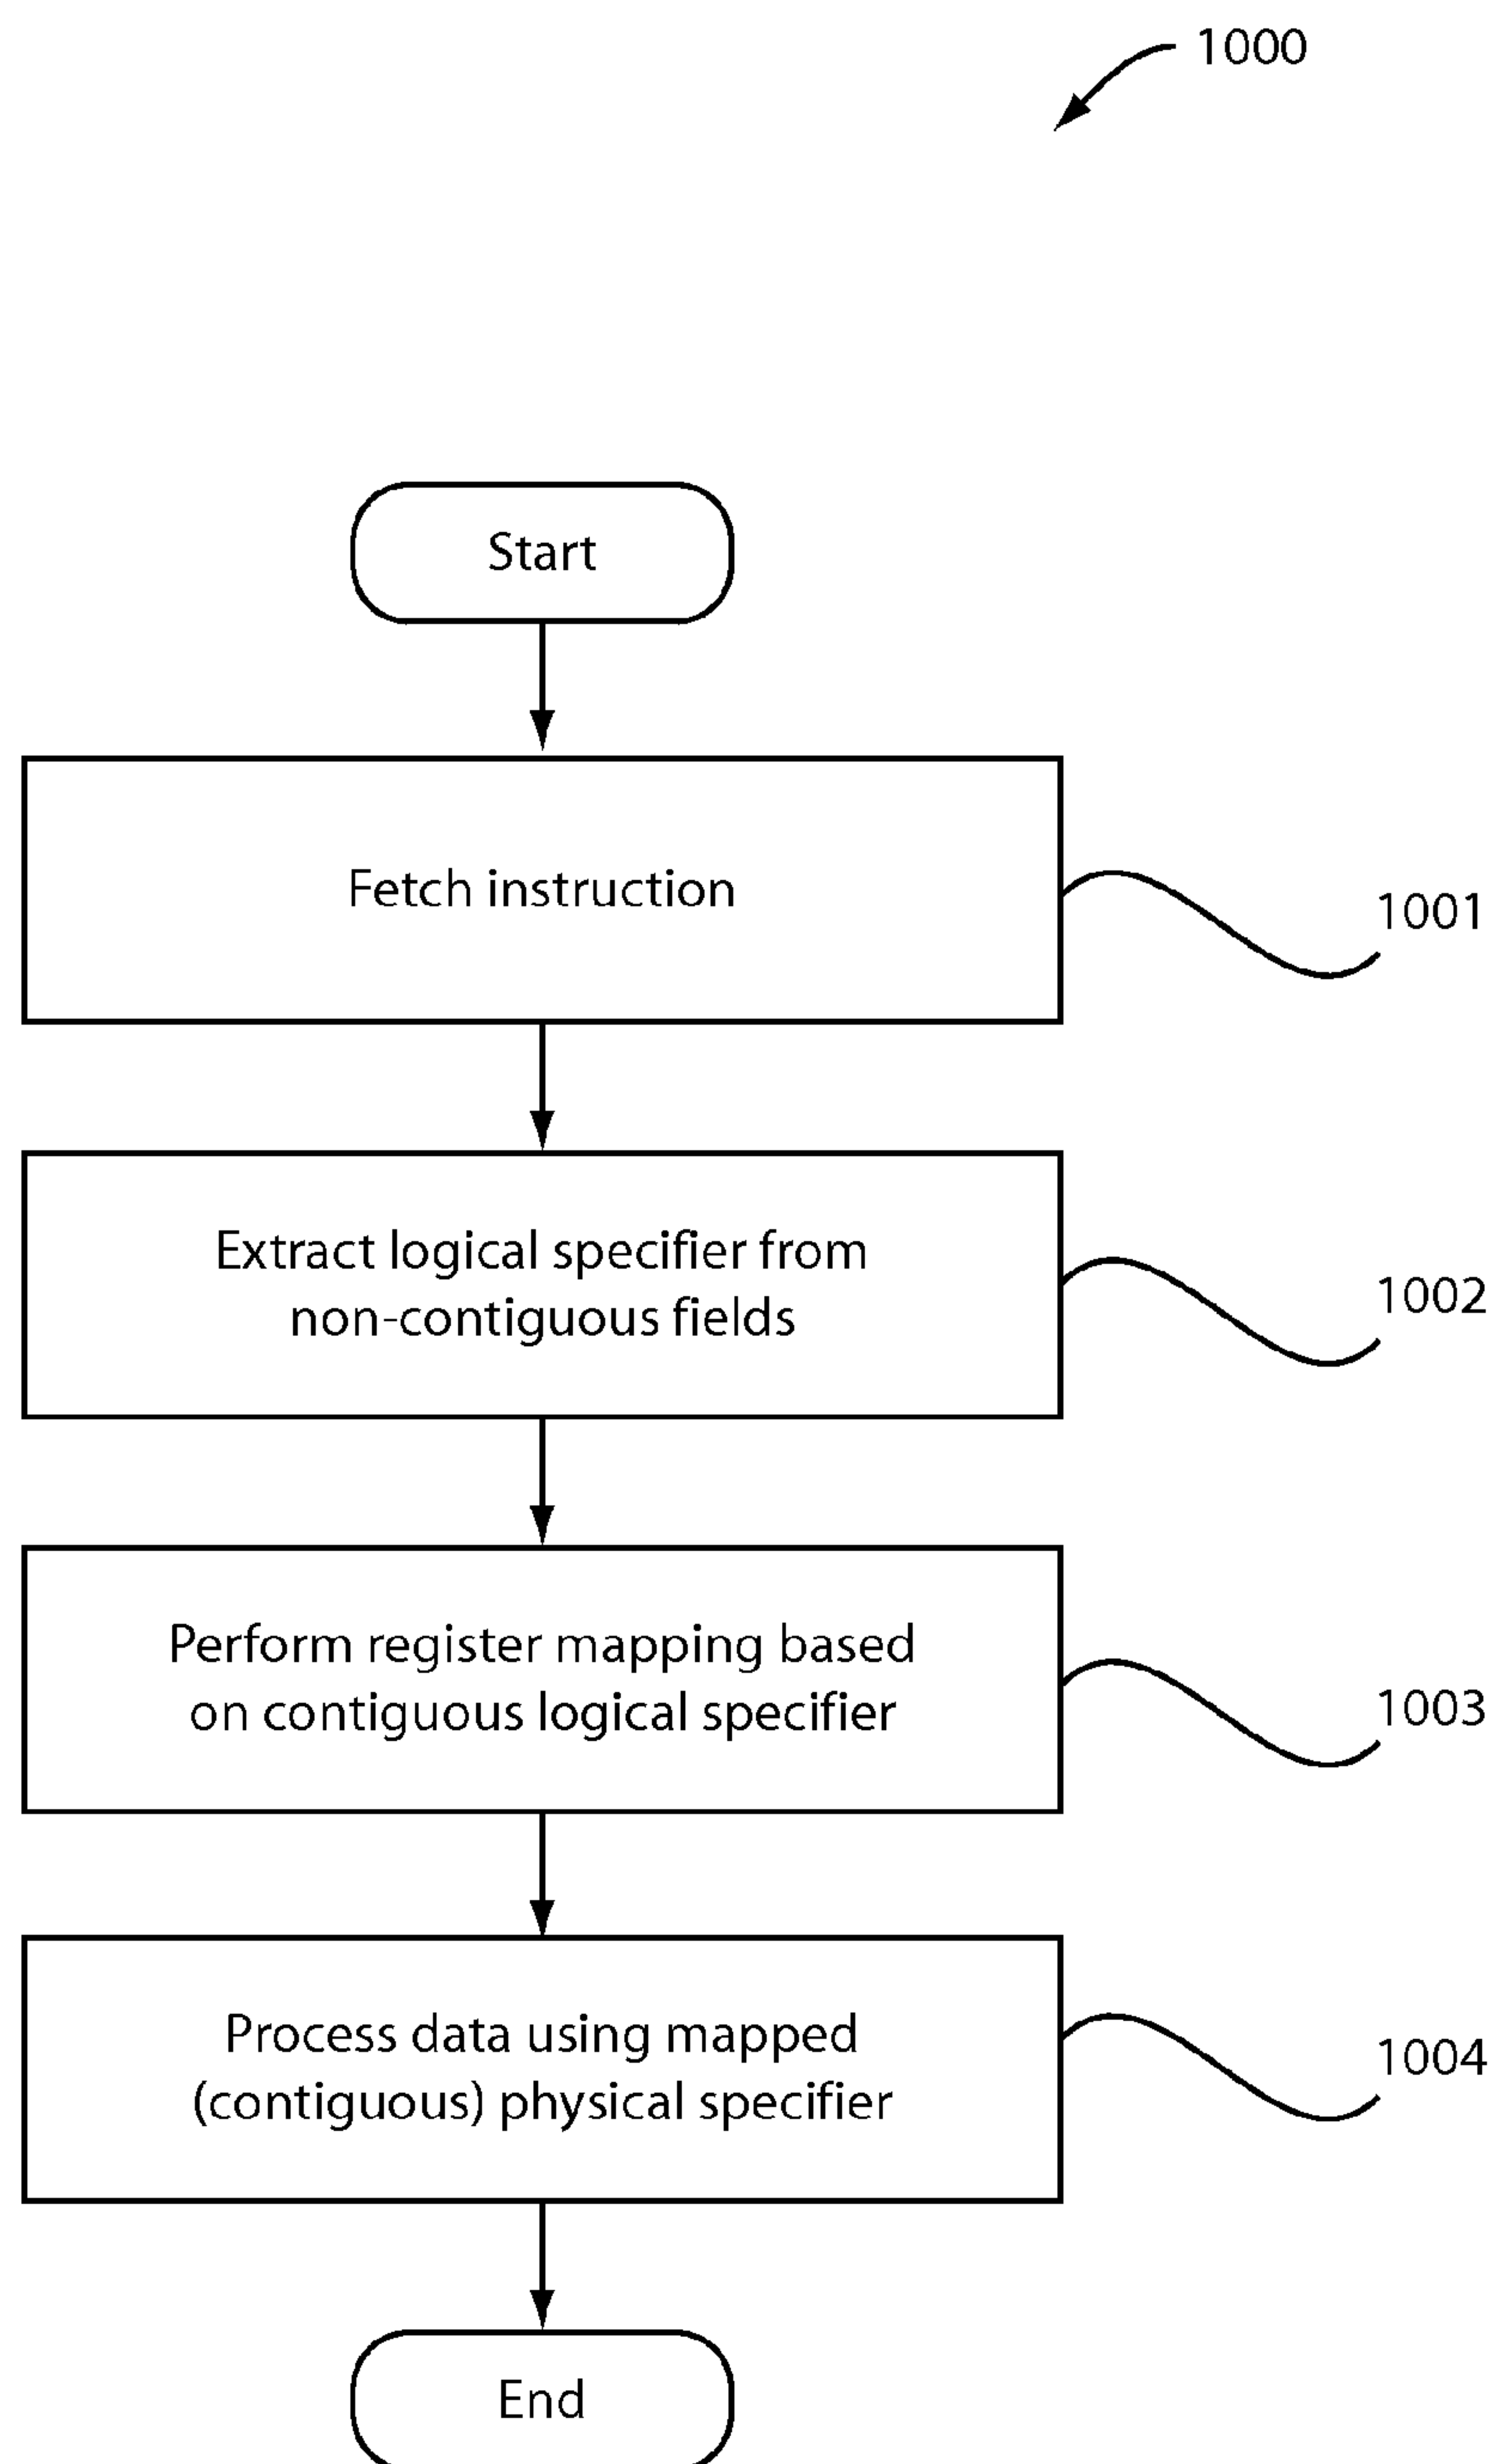 1000
Start
Fetch instruction
1001
Extract logical specifier from
non-contiguous fields
1002
Perform register mapping based
on contiguous logical specifier
1003
Process data using mapped
(contiguous) physical specifier
1004
End